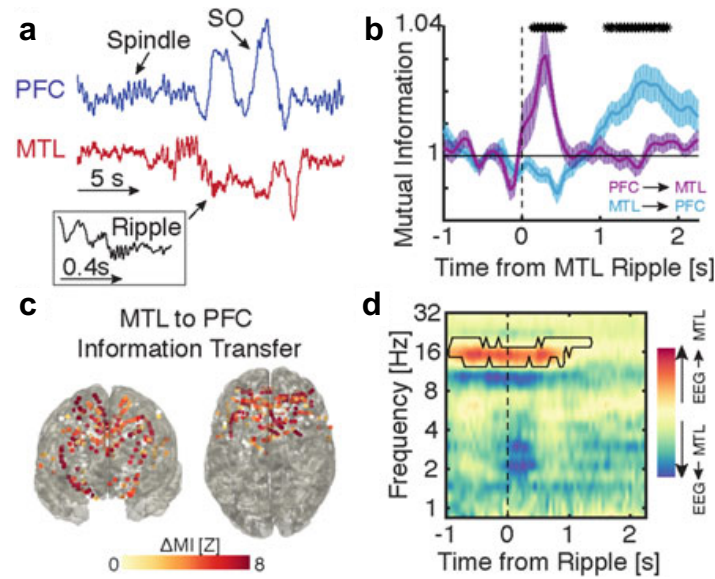 a
Spindle
SO
PFC
MTL
5 s
Ripple
0.4s
b
1.04
1
Mutual Information
PFC → MTL
MTL → PFC
-1 0 1 2
Time from MTL Ripple [s]
c
MTL to PFC
Information Transfer
ΔMI [Z]
0 8
d
32
16
8
4
2
1
Frequency [Hz]
-1 0 1 2
Time from Ripple [s]
EEG → MTL
EEG ← MTL